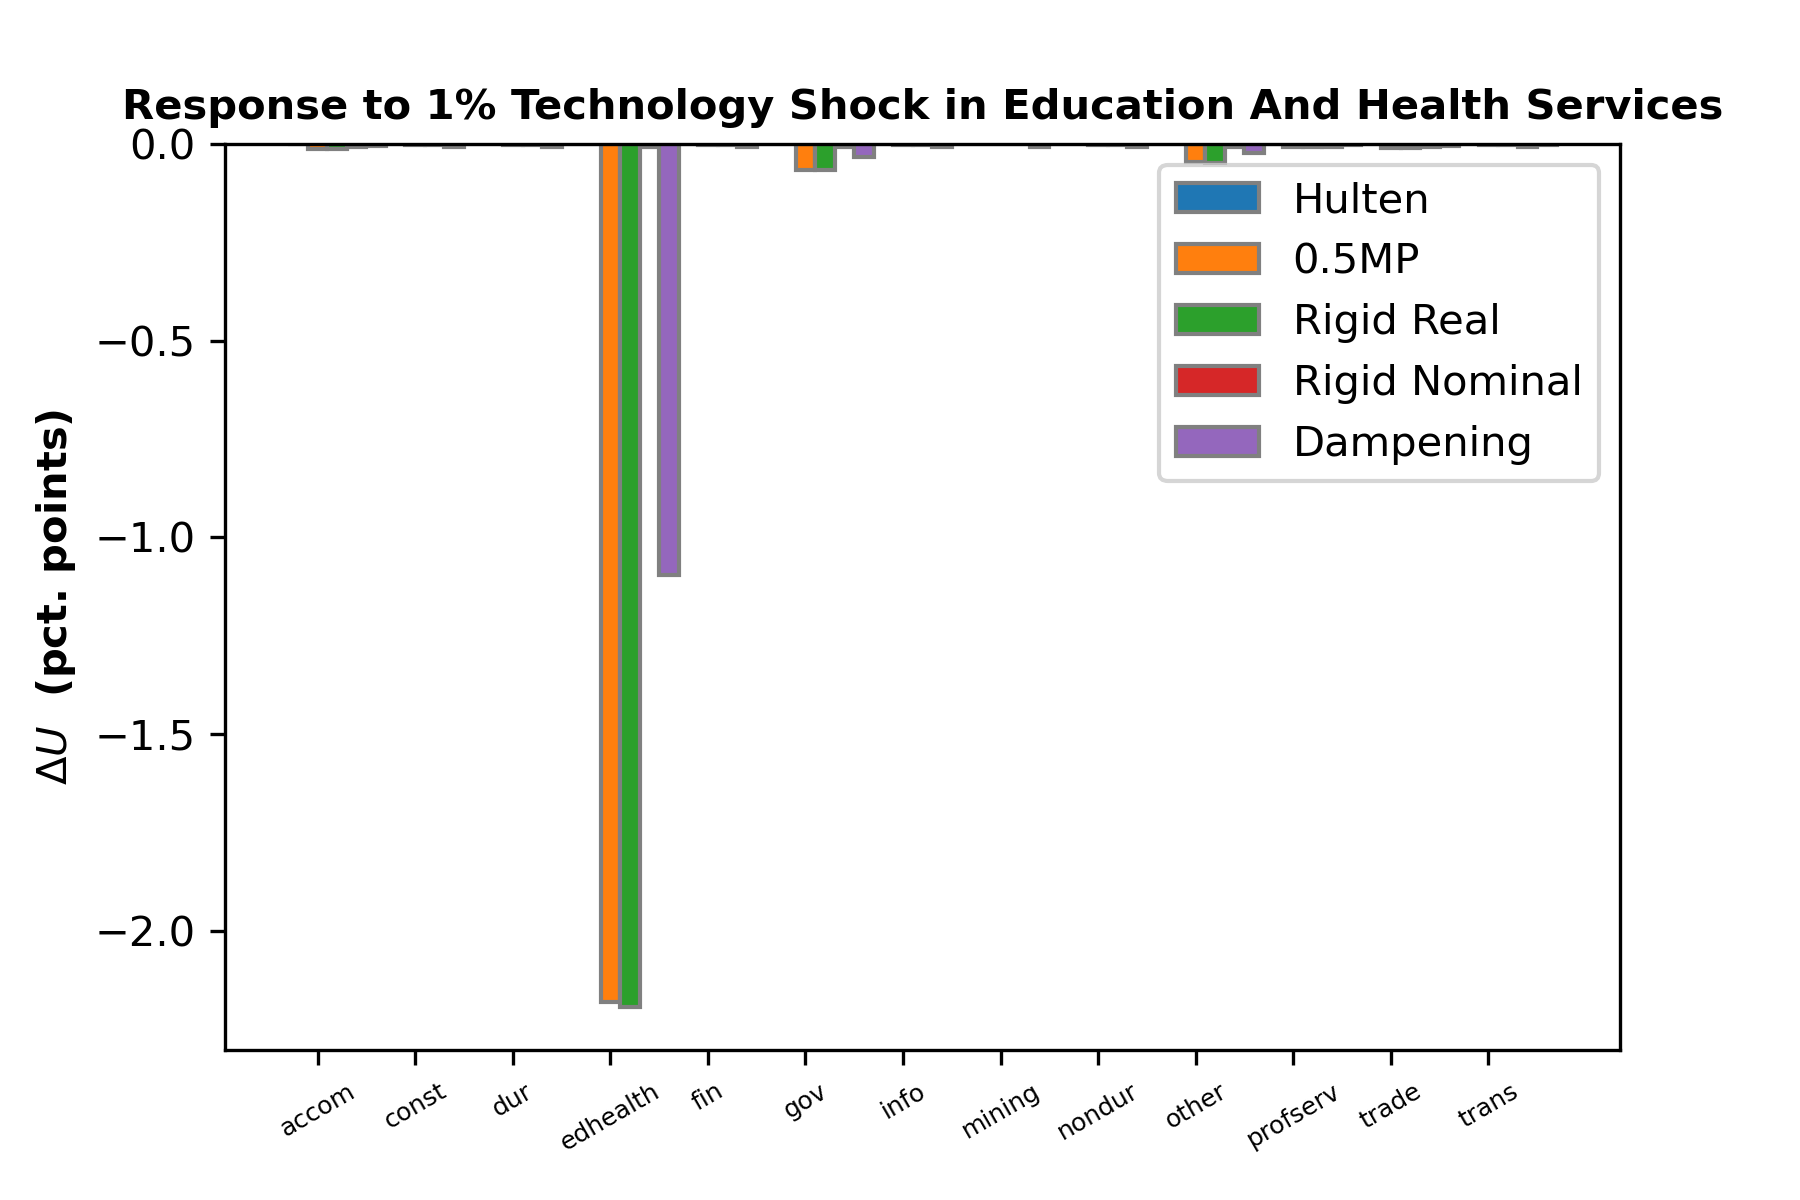 Response to 1% Technology Shock in Education And Health Services
ΔU (pct. points)
0.0
−0.5
−1.0
−1.5
−2.0
Hulten
0.5MP
Rigid Real
Rigid Nominal
Dampening
accom
const
dur
edhealth
fin
gov
info
mining
nondur
other
profserv
trade
trans